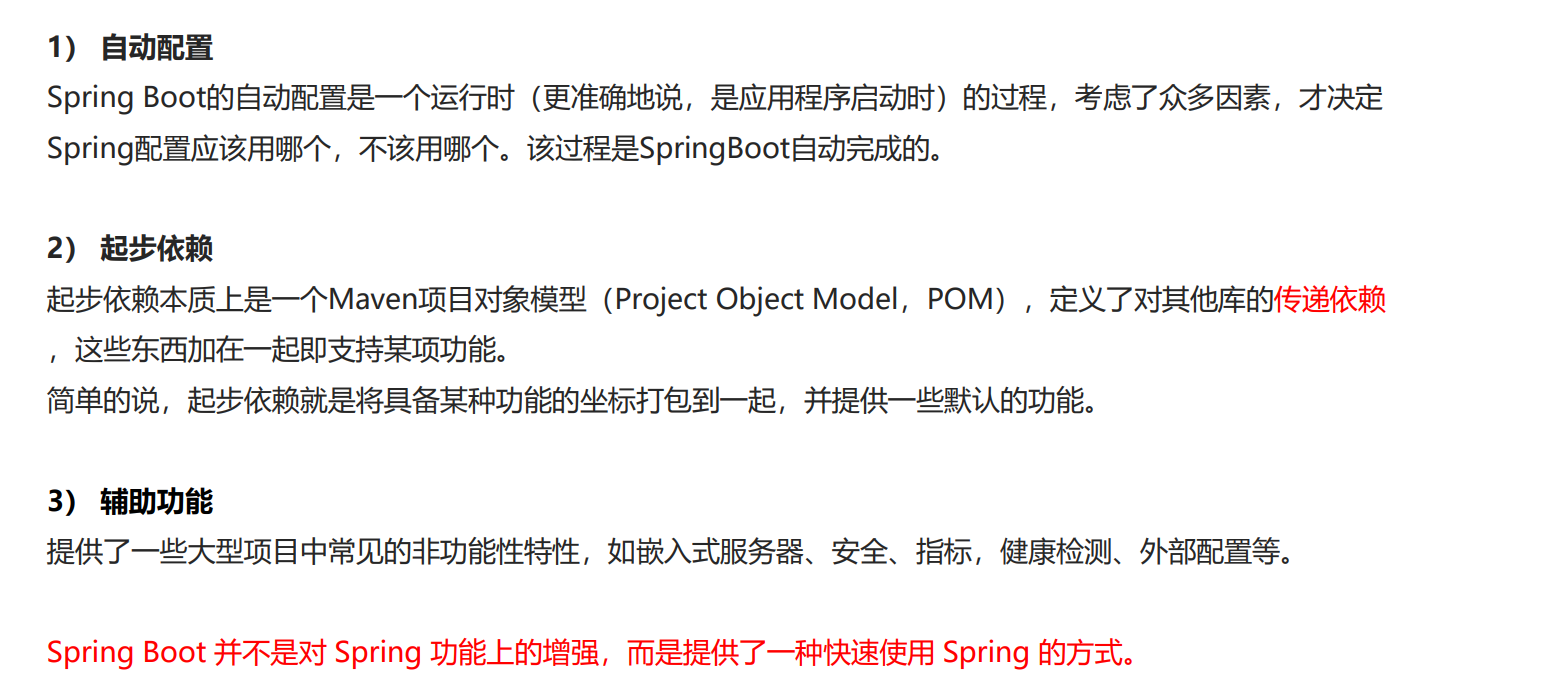 1） 自动配置
Spring Boot的自动配置是一个运行时（更准确地说，是应用程序启动时）的过程，考虑了众多因素，才决定
Spring配置应该用哪个，不该用哪个。该过程是SpringBoot自动完成的。
2） 起步依赖
起步依赖本质上是一个Maven项目对象模型（Project Object Model，POM），定义了对其他库的传递依赖
，这些东西加在一起即支持某项功能。
简单的说，起步依赖就是将具备某种功能的坐标打包到一起，并提供一些默认的功能。
3） 辅助功能
提供了一些大型项目中常见的非功能性特性，如嵌入式服务器、安全、指标，健康检测、外部配置等。
Spring Boot 并不是对 Spring 功能上的增强，而是提供了一种快速使用 Spring 的方式。